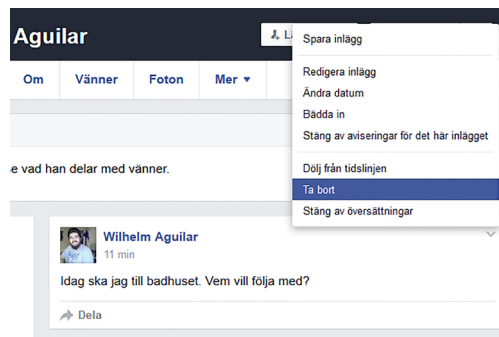 Aguilar
Om Vänner Foton Mer
Spara inlägg
Redigera inlägg
Ändra datum
Bädda in
Stäng av aviseringar för det här inlägget
Dölj från tidslinjen
Ta bort
Stäng av översättningar
vad han delar med vänner.
Wilhelm Aguilar
11 min
Idag ska jag till badhuset. Vem vill följa med?
Dela